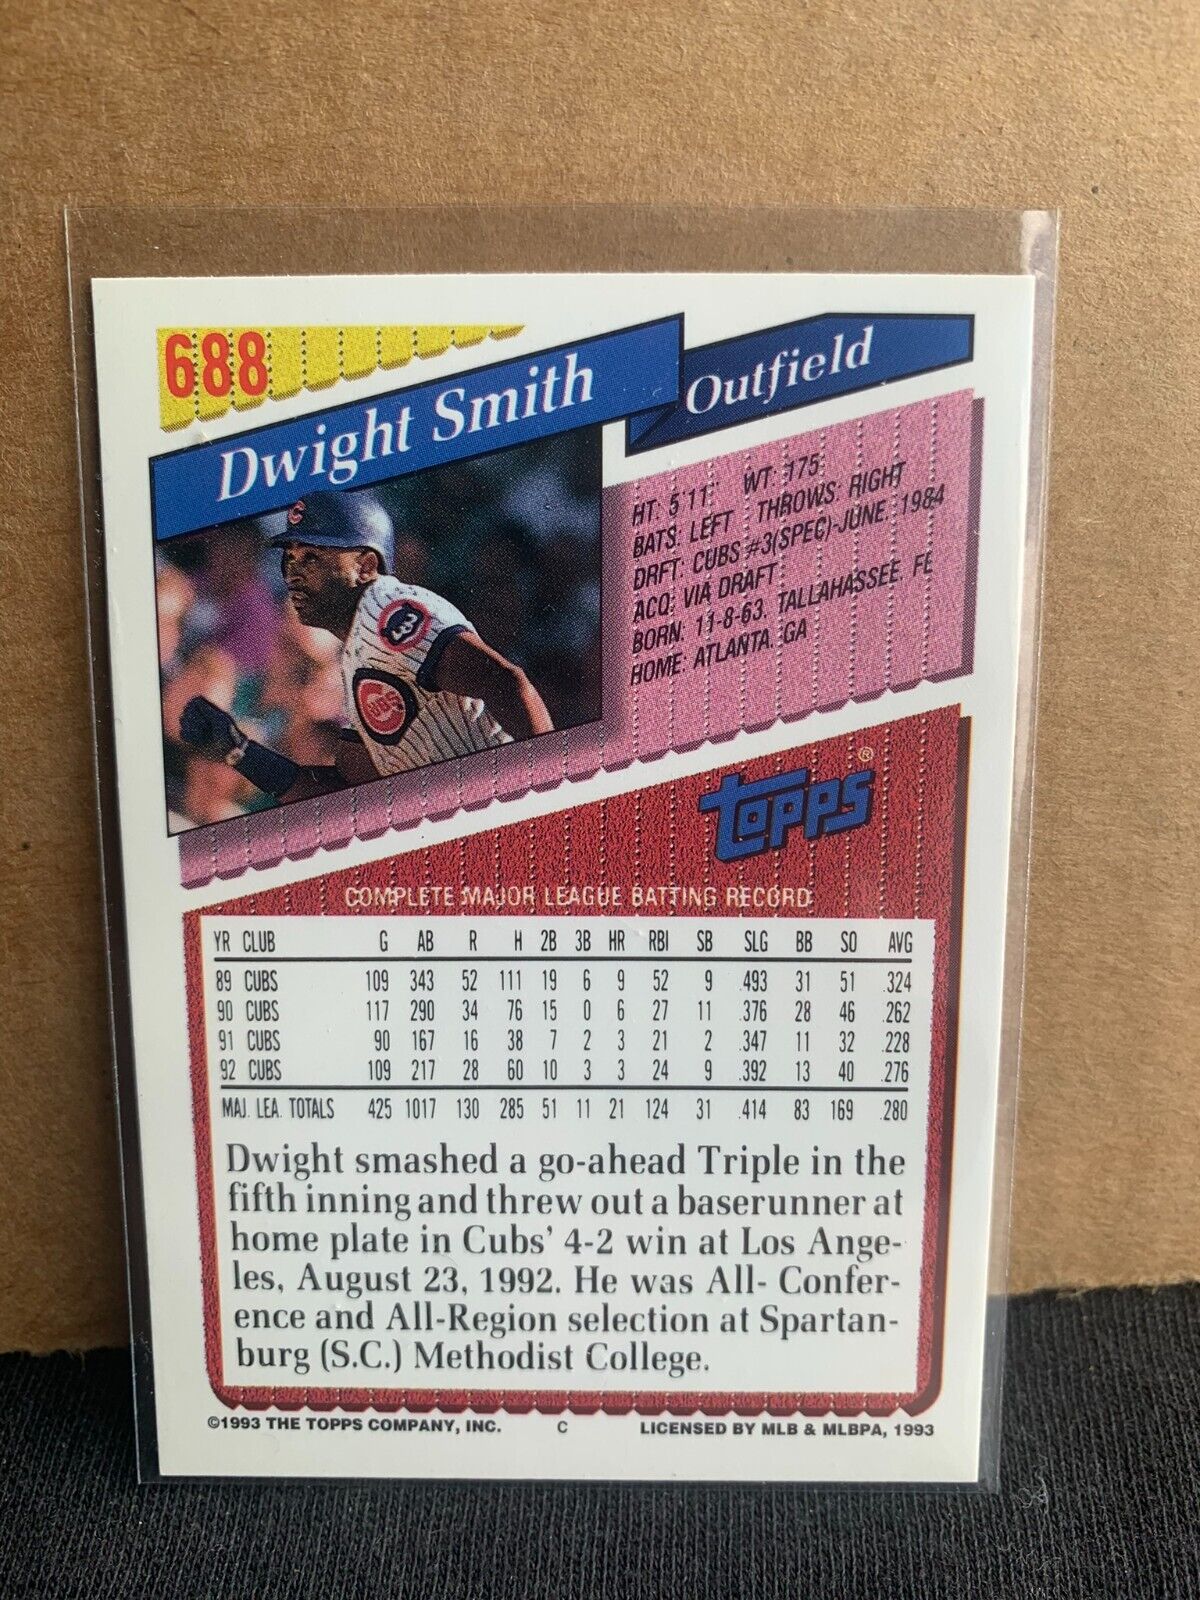 688
Dwight Smith
Outfield
HT: 5'11" WT: 175
BATS: LEFT THROWS: RIGHT
DRFT: CUBS #3(SPEC)-JUNE, 1984
ACQ: VIA DRAFT
BORN: 11-8-63, TALLAHASSEE, FL
HOME: ATLANTA, GA
C
CUBS
topps®
COMPLETE MAJOR LEAGUE BATTING RECORD
YR CLUB G AB R H 2B 3B HR RBI SB SLG BB SO AVG
89 CUBS 109 343 52 111 19 6 9 52 9 .493 31 51 .324
90 CUBS 117 290 34 76 15 0 6 27 11 .376 28 46 .262
91 CUBS 90 167 16 38 7 2 3 21 2 .347 11 32 .228
92 CUBS 109 217 28 60 10 3 3 24 9 .392 13 40 .276
MAJ. LEA. TOTALS 425 1017 130 285 51 11 21 124 31 .414 83 169 .280
Dwight smashed a go-ahead Triple in the
fifth inning and threw out a baserunner at
home plate in Cubs' 4-2 win at Los Ange-
les, August 23, 1992. He was All- Confer-
ence and All-Region selection at Spartan-
burg (S.C.) Methodist College.
©1993 THE TOPPS COMPANY, INC. C LICENSED BY MLB & MLBPA, 1993